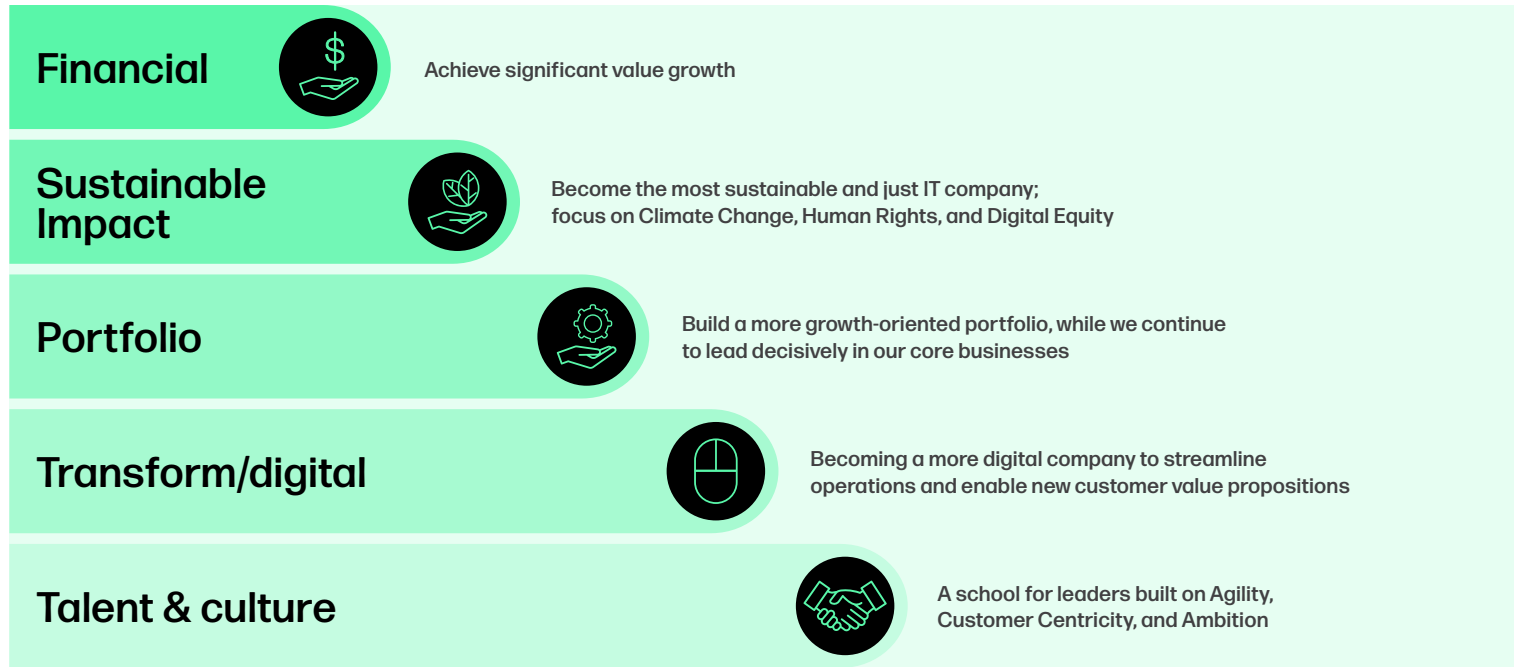 Financial
$
Achieve significant value growth
Sustainable
Impact
Become the most sustainable and just IT company;
focus on Climate Change, Human Rights, and Digital Equity
Portfolio
Build a more growth-oriented portfolio, while we continue
to lead decisively in our core businesses
Transform/digital
Becoming a more digital company to streamline
operations and enable new customer value propositions
Talent & culture
A school for leaders built on Agility,
Customer Centricity, and Ambition